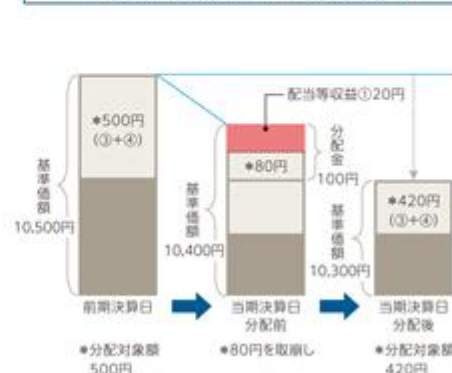 配当等収益①20円
*500円
(③+④)
*80円
分配金
100円
*420円
(③+④)
基準価額
10,500円
基準価額
10,400円
基準価額
10,300円
前期決算日
当期決算日
分配前
当期決算日
分配後
*分配対象額
500円
*80円を取崩し
*分配対象額
420円